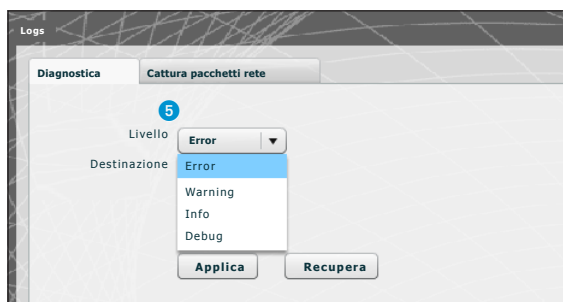 Logs
Diagnostica
Cattura pacchetti rete
5
Livello
Error
Destinazione
Error
Warning
Info
Debug
Applica
Recupera